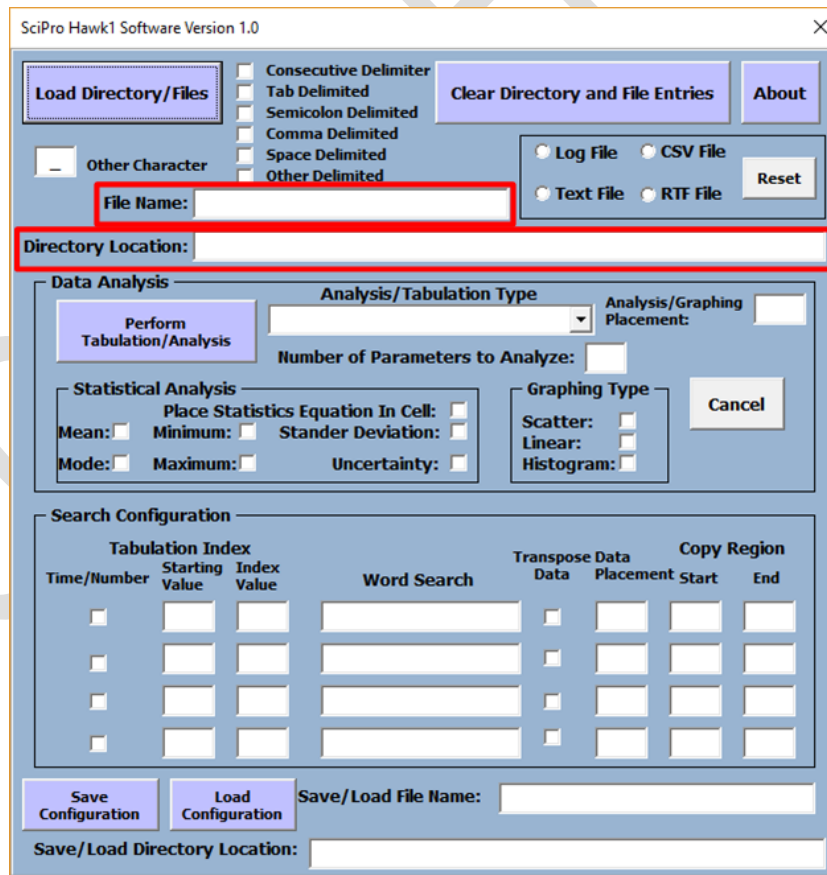 SciPro Hawk1 Software Version 1.0
Load Directory/Files
Consecutive Delimiter
Tab Delimited
Semicolon Delimited
Comma Delimited
Space Delimited
Other Delimited
Clear Directory and File Entries
About
_ Other Character
Log File CSV File
Text File RTF File
Reset
File Name:
Directory Location:
Data Analysis
Perform
Tabulation/Analysis
Analysis/Tabulation Type
Analysis/Graphing
Placement:
Number of Parameters to Analyze:
Statistical Analysis
Place Statistics Equation In Cell:
Mean: Minimum: Stander Deviation:
Mode: Maximum: Uncertainty:
Graphing Type
Scatter:
Linear:
Histogram:
Cancel
Search Configuration
Tabulation Index
Time/Number
Starting
Value
Index
Value
Word Search
Transpose
Data
Data
Placement
Copy Region
Start End
Save
Configuration
Load
Configuration
Save/Load File Name:
Save/Load Directory Location: